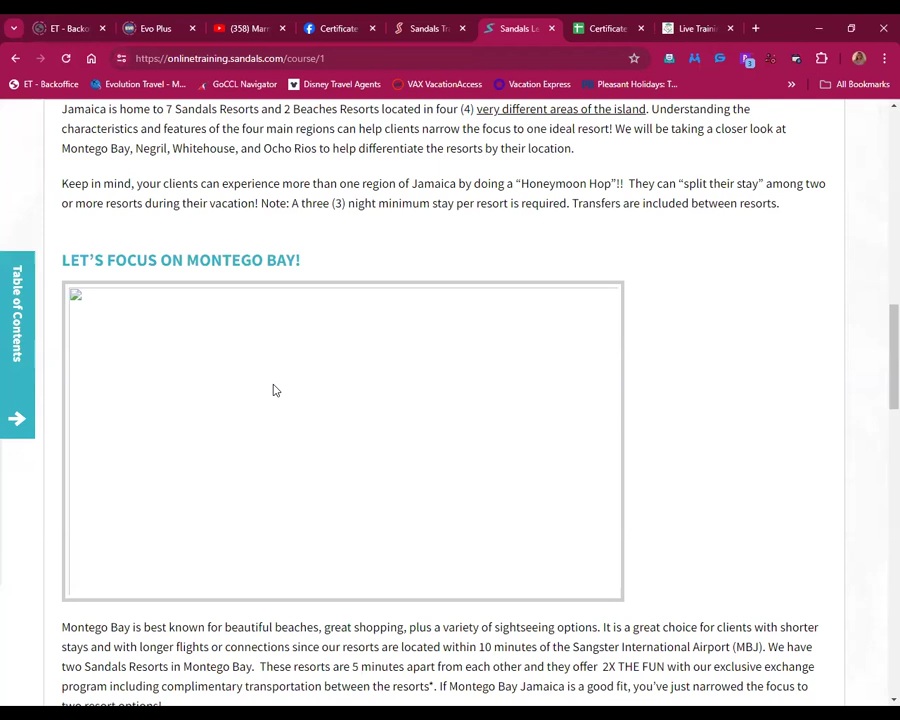 ET - Backo
Evo Plus
(358) Mar
Certificate
Sandals Tr
Sandals Le
Certificate
Live Traini
https://onlinetraining.sandals.com/course/1
3
ET - Backoffice
Evolution Travel - M...
GoCCL Navigator
Disney Travel Agents
VAX VacationAccess
Vacation Express
Pleasant Holidays: T...
All Bookmarks
Jamaica is home to 7 Sandals Resorts and 2 Beaches Resorts located in four (4) very different areas of the island. Understanding the
characteristics and features of the four main regions can help clients narrow the focus to one ideal resort! We will be taking a closer look at
Montego Bay, Negril, Whitehouse, and Ocho Rios to help differentiate the resorts by their location.
Keep in mind, your clients can experience more than one region of Jamaica by doing a “Honeymoon Hop”!!  They can “split their stay” among two
or more resorts during their vacation! Note: A three (3) night minimum stay per resort is required. Transfers are included between resorts.
LET’S FOCUS ON MONTEGO BAY!
Table of Contents
Montego Bay is best known for beautiful beaches, great shopping, plus a variety of sightseeing options. It is a great choice for clients with shorter
stays and with longer flights or connections since our resorts are located within 10 minutes of the Sangster International Airport (MBJ). We have
two Sandals Resorts in Montego Bay.  These resorts are 5 minutes apart from each other and they offer  2X THE FUN with our exclusive exchange
program including complimentary transportation between the resorts*. If Montego Bay Jamaica is a good fit, you’ve just narrowed the focus to
two resort options!